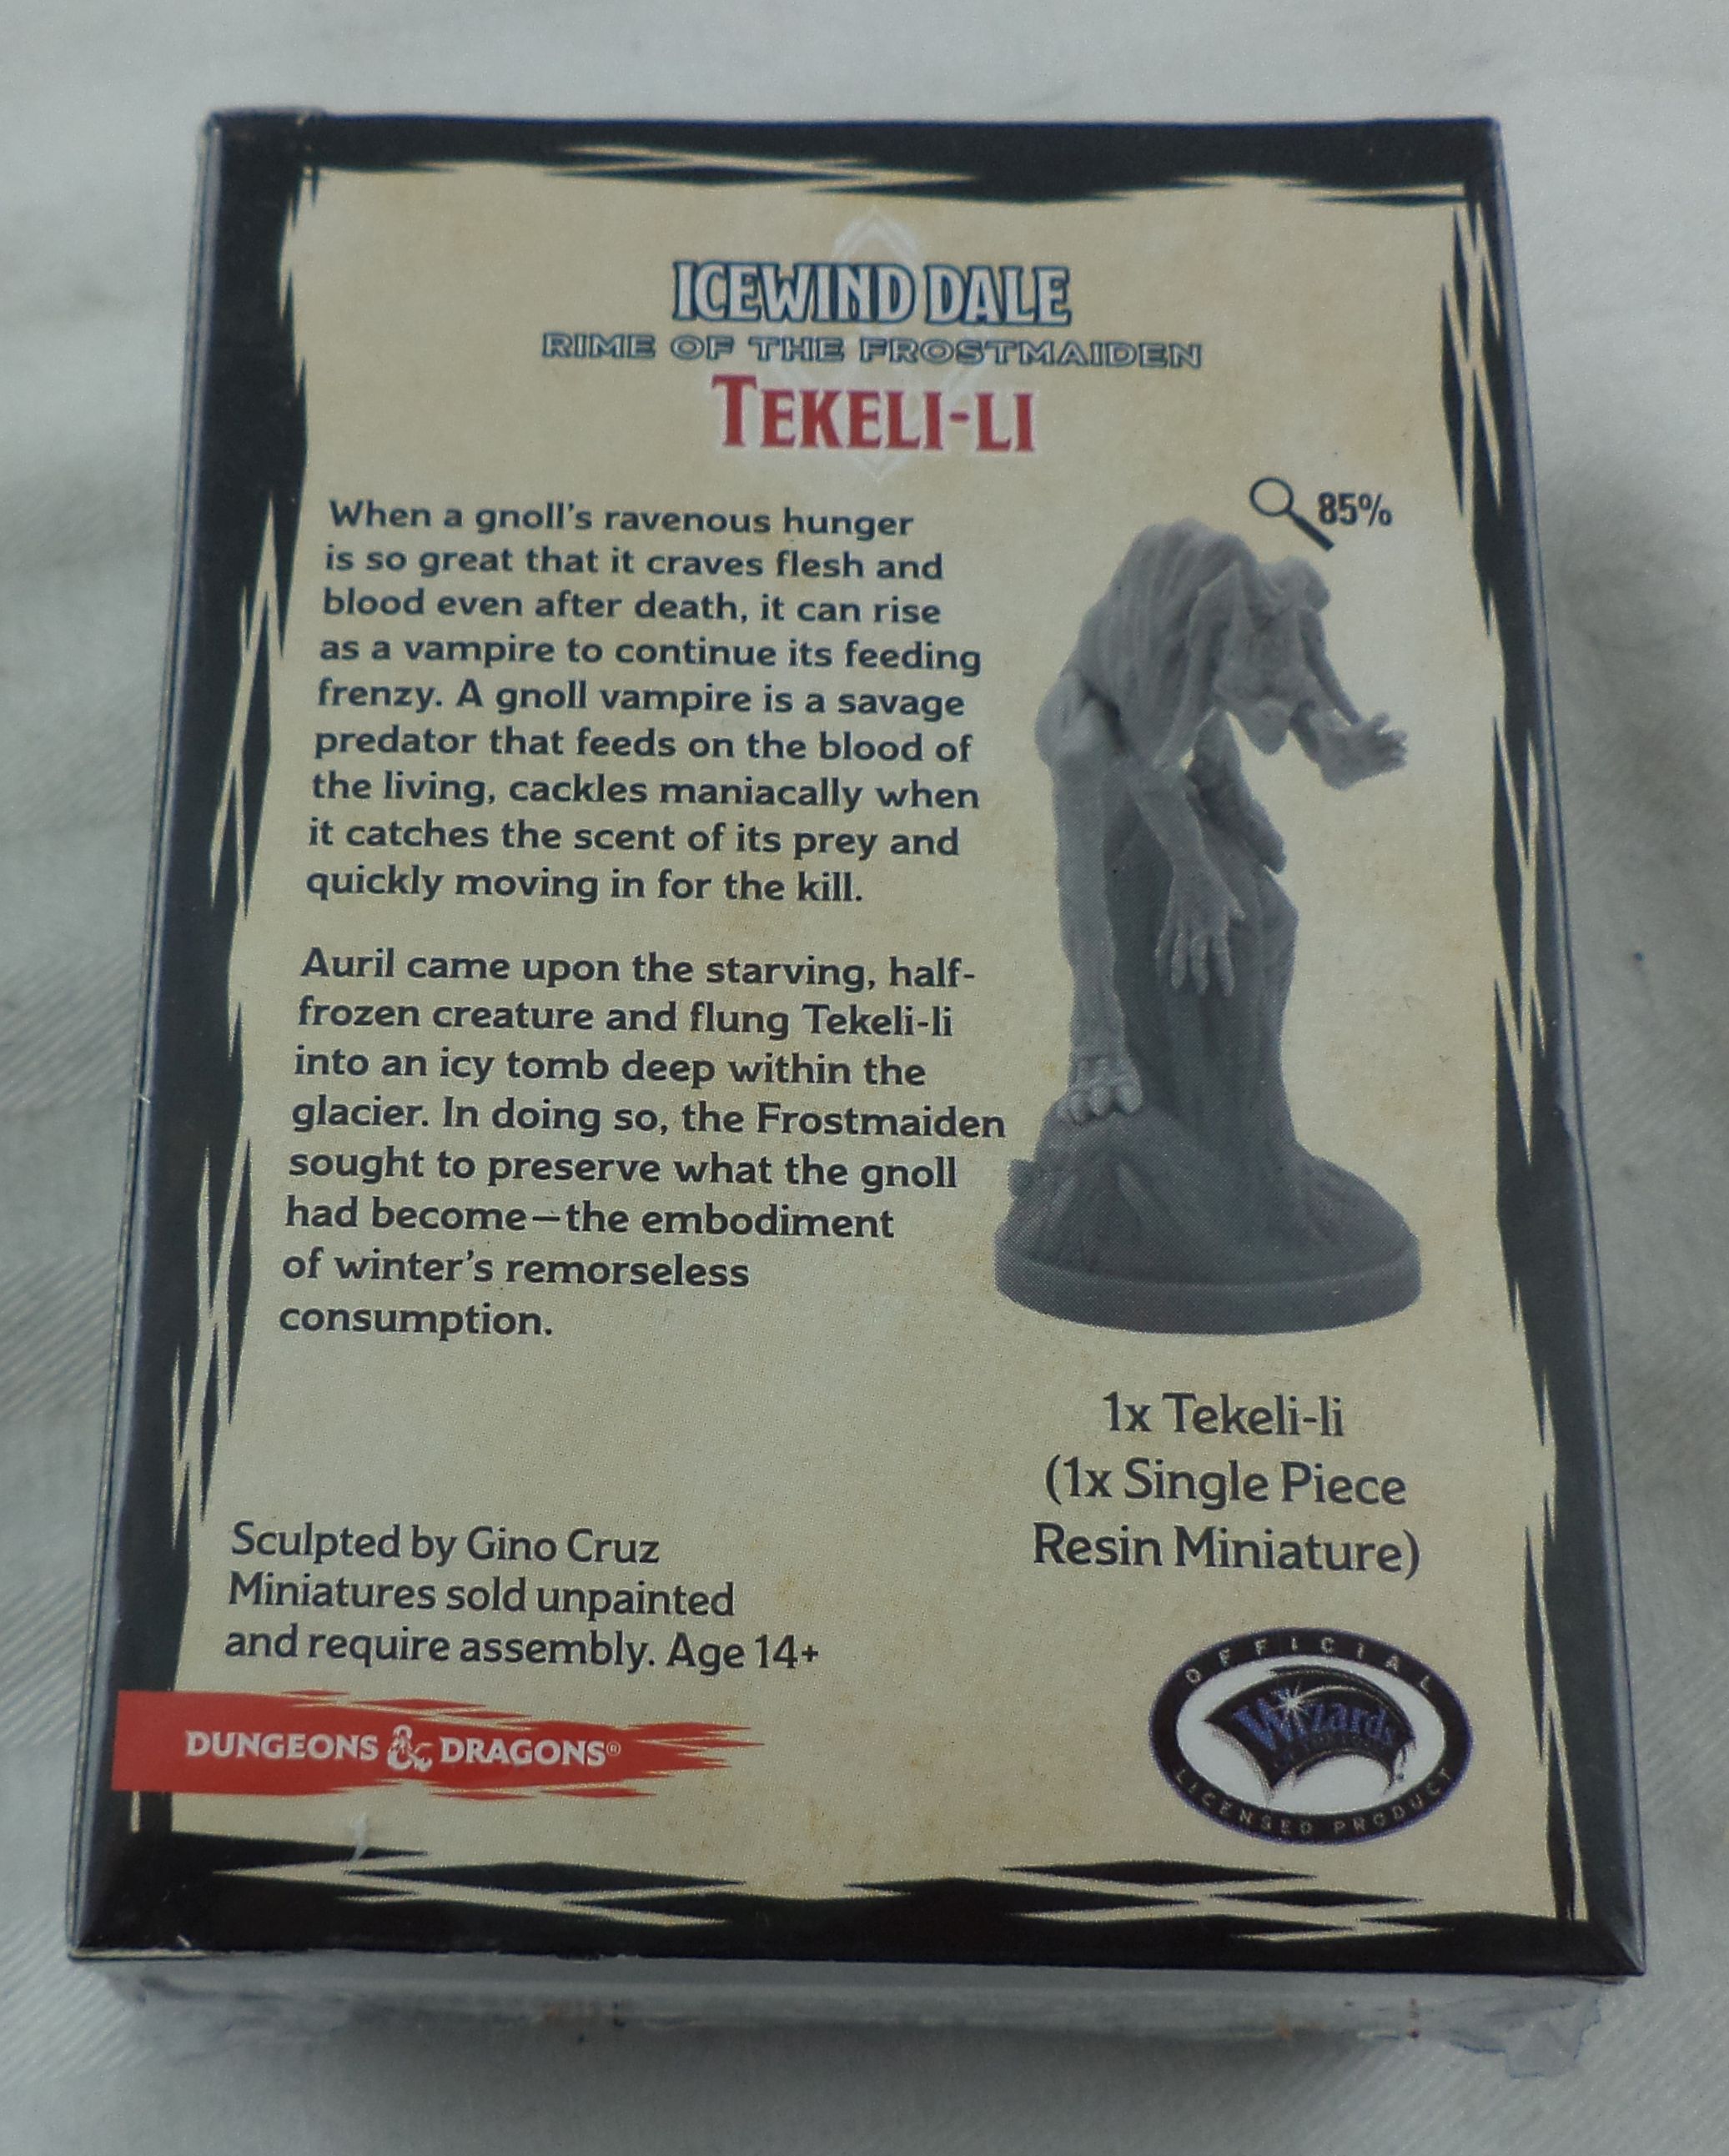 ICEWIND DALE
RIME OF THE FROSTMAIDEN
TEKELI-LI
85%
When a gnoll's ravenous hunger
is so great that it craves flesh and
blood even after death, it can rise
as a vampire to continue its feeding
frenzy. A gnoll vampire is a savage
predator that feeds on the blood of
the living, cackles maniacally when
it catches the scent of its prey and
quickly moving in for the kill.
Auril came upon the starving, half-
frozen creature and flung Tekeli-li
into an icy tomb deep within the
glacier. In doing so, the Frostmaiden
sought to preserve what the gnoll
had become—the embodiment
of winter's remorseless
consumption.
1x Tekeli-li
(1x Single Piece
Resin Miniature)
Sculpted by Gino Cruz
Miniatures sold unpainted
and require assembly. Age 14+
DUNGEONS & DRAGONS®
OFFICIAL
Wizards
LICENSED PRODUCT